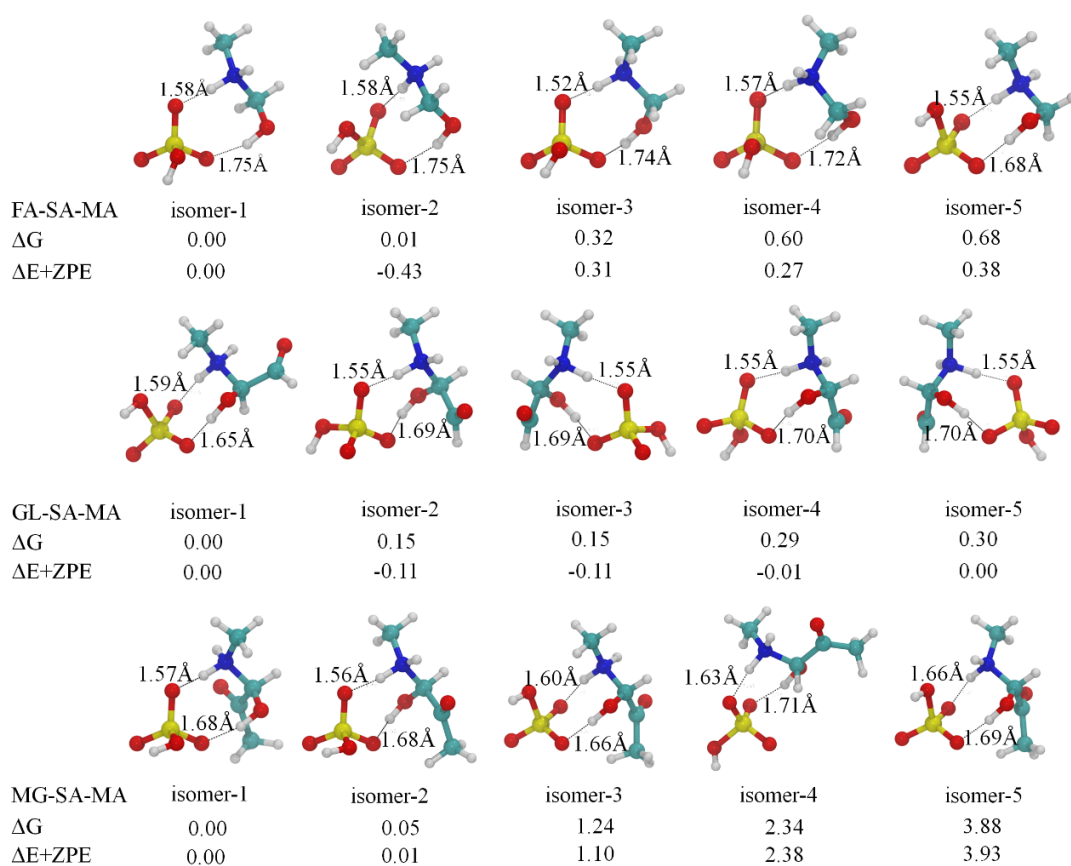 1.58Å 1.58Å 1.52Å 1.57Å 1.55Å
1.75Å 1.75Å 1.74Å 1.72Å 1.68Å
FA-SA-MA isomer-1 isomer-2 isomer-3 isomer-4 isomer-5
ΔG 0.00 0.01 0.32 0.60 0.68
ΔE+ZPE 0.00 -0.43 0.31 0.27 0.38
1.59Å 1.55Å 1.55Å 1.55Å 1.55Å
1.65Å 1.69Å 1.69Å 1.70Å 1.70Å
GL-SA-MA isomer-1 isomer-2 isomer-3 isomer-4 isomer-5
ΔG 0.00 0.15 0.15 0.29 0.30
ΔE+ZPE 0.00 -0.11 -0.11 -0.01 0.00
1.57Å 1.56Å 1.60Å 1.63Å 1.66Å
1.68Å 1.68Å 1.66Å 1.71Å 1.69Å
MG-SA-MA isomer-1 isomer-2 isomer-3 isomer-4 isomer-5
ΔG 0.00 0.05 1.24 2.34 3.88
ΔE+ZPE 0.00 0.01 1.10 2.38 3.93